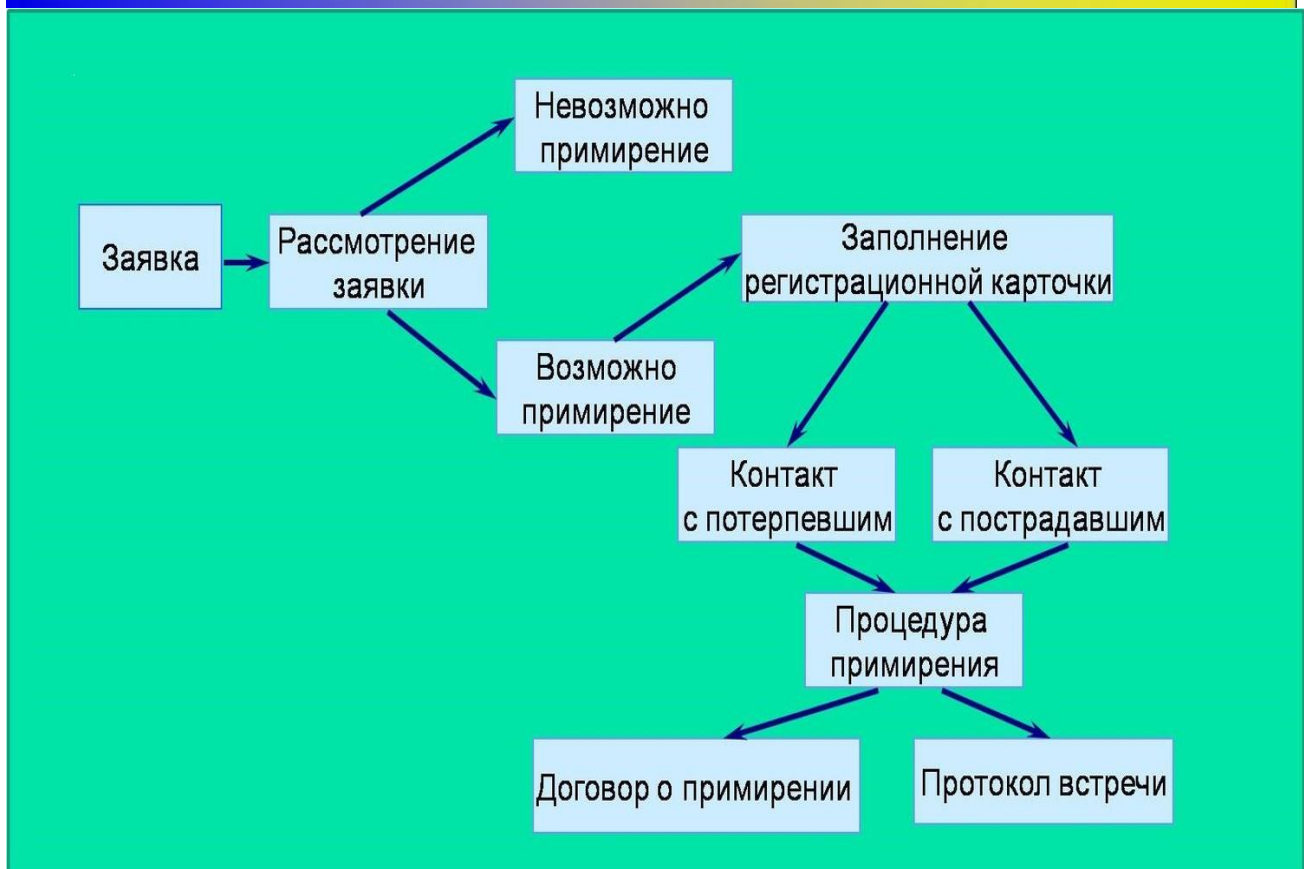 Невозможно
примирение
Заявка
Рассмотрение
заявки
Заполнение
регистрационной карточки
Возможно
примирение
Контакт
с потерпевшим
Контакт
с пострадавшим
Процедура
примирения
Договор о примирении
Протокол встречи